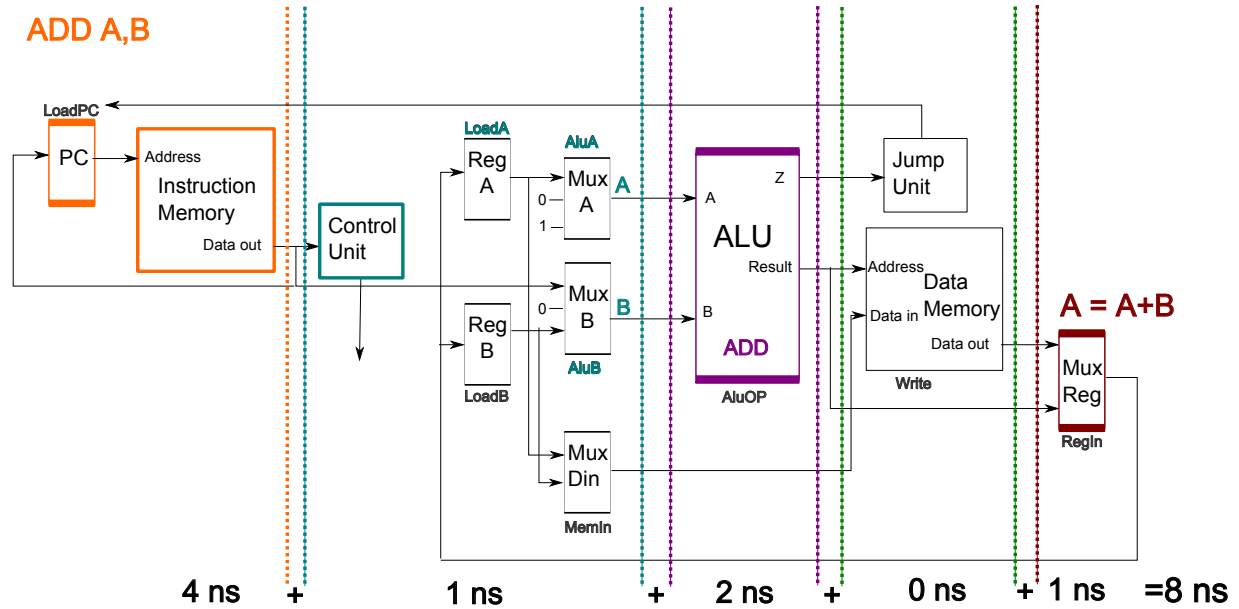 ADD A,B
LoadPC
PC
Address
Instruction
Memory
Data out
Control
Unit
LoadA
Reg
A
AluA
Mux
A
0
1
A
Mux
B
0
B
AluB
Reg
B
LoadB
Mux
Din
MemIn
Z
A
ALU
Result
B
ADD
AluOP
Jump
Unit
Address
Data
Memory
Data in
Data out
Write
A = A+B
Mux
Reg
RegIn
4 ns + 1 ns + 2 ns + 0 ns + 1 ns =8 ns